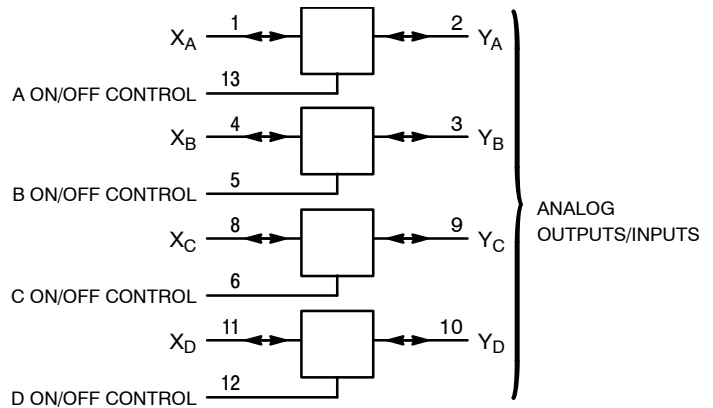 X_A 1 2 Y_A
A ON/OFF CONTROL 13
X_B 4 3 Y_B
B ON/OFF CONTROL 5
X_C 8 9 Y_C
C ON/OFF CONTROL 6
X_D 11 10 Y_D
D ON/OFF CONTROL 12
ANALOG
OUTPUTS/INPUTS